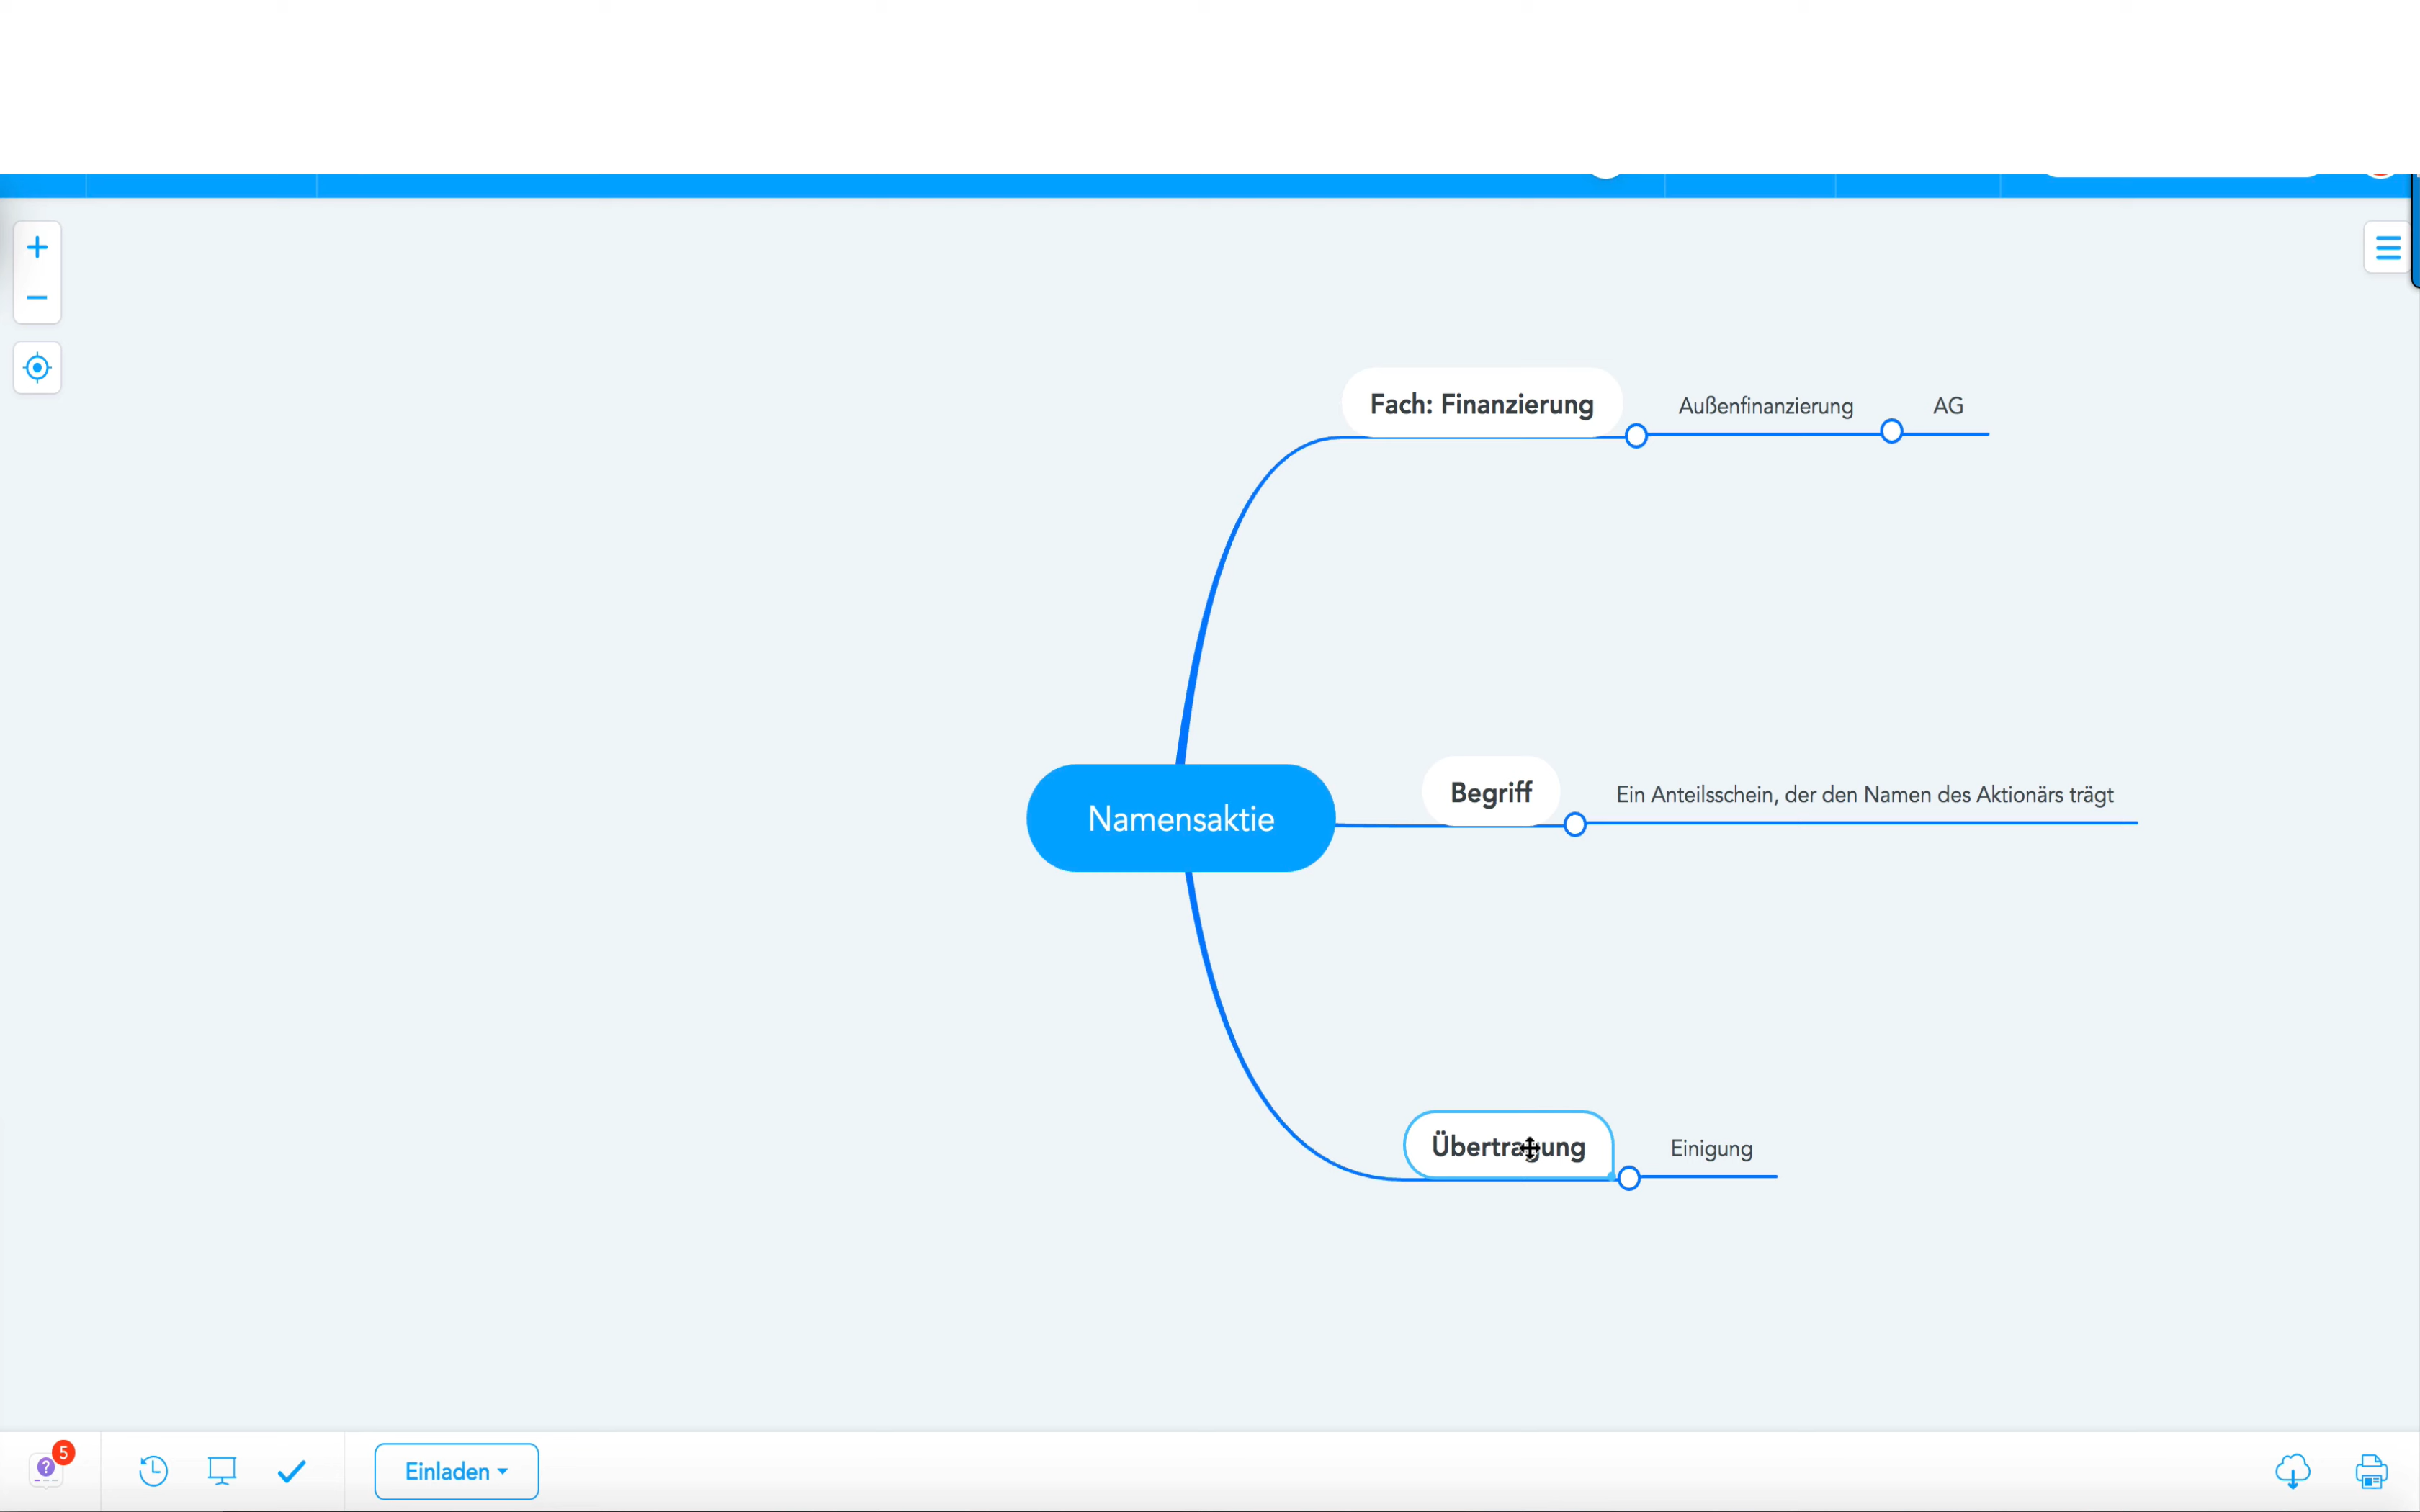 Fach: Finanzierung
Außenfinanzierung
AG
Namensaktie
Begriff
Ein Anteilsschein, der den Namen des Aktionärs trägt
Übertragung
Einigung
5
?
Einladen